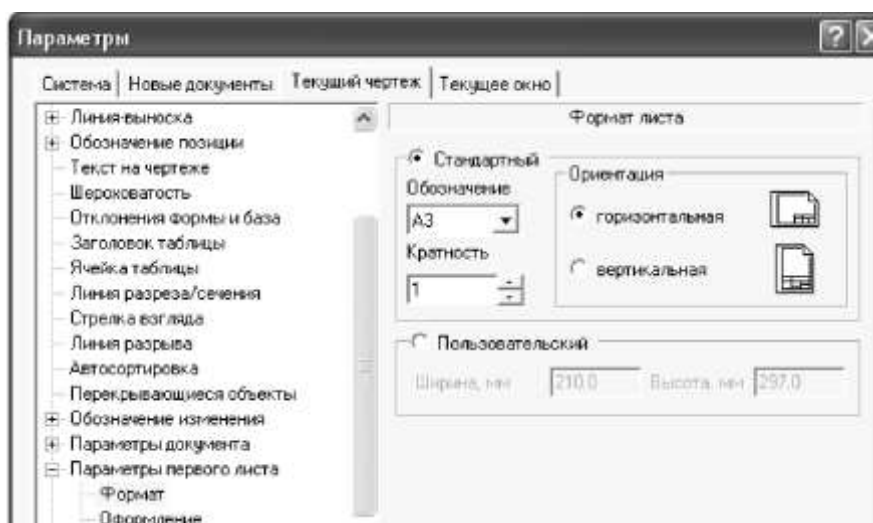 Параметры
Система Новые документы Текущий чертеж Текущее окно
Линия-выноска
Обозначение позиции
Текст на чертеже
Шероховатость
Отклонения формы и база
Заголовок таблицы
Ячейка таблицы
Линия разреза/сечения
Стрелка взгляда
Линия разрыва
Автосортировка
Перекрывающиеся объекты
Обозначение изменения
Параметры документа
Параметры первого листа
Формат
Оформление
Формат листа
Стандартный
Обозначение
А3
Кратность
1
Ориентация
горизонтальная
вертикальная
Пользовательский
Ширина, мм 210.0 Высота, мм 297.0